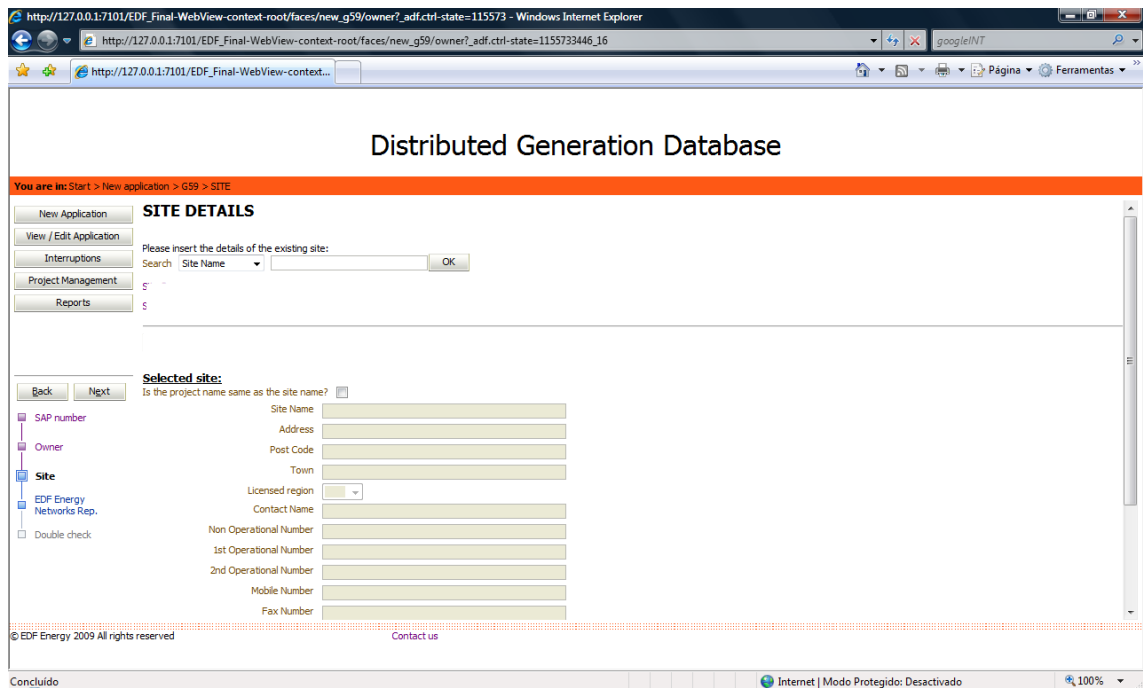 http://127.0.0.1:7101/EDF_Final-WebView-context-root/faces/new_g59/owner?_adf.ctrl-state=115573 - Windows Internet Explorer
http://127.0.0.1:7101/EDF_Final-WebView-context-root/faces/new_g59/owner?_adf.ctrl-state=1155733446_16
googleINT
http://127.0.0.1:7101/EDF_Final-WebView-context...
Página
Ferramentas
Distributed Generation Database
You are in: Start > New application > G59 > SITE
New Application
View / Edit Application
Interruptions
Project Management
Reports
SITE DETAILS
Please insert the details of the existing site:
Search Site Name OK
Back Next
SAP number
Owner
Site
EDF Energy
Networks Rep.
Double check
Selected site:
Is the project name same as the site name?
Site Name
Address
Post Code
Town
Licensed region
Contact Name
Non Operational Number
1st Operational Number
2nd Operational Number
Mobile Number
Fax Number
© EDF Energy 2009 All rights reserved
Contact us
Concluído
Internet | Modo Protegido: Desactivado
100%